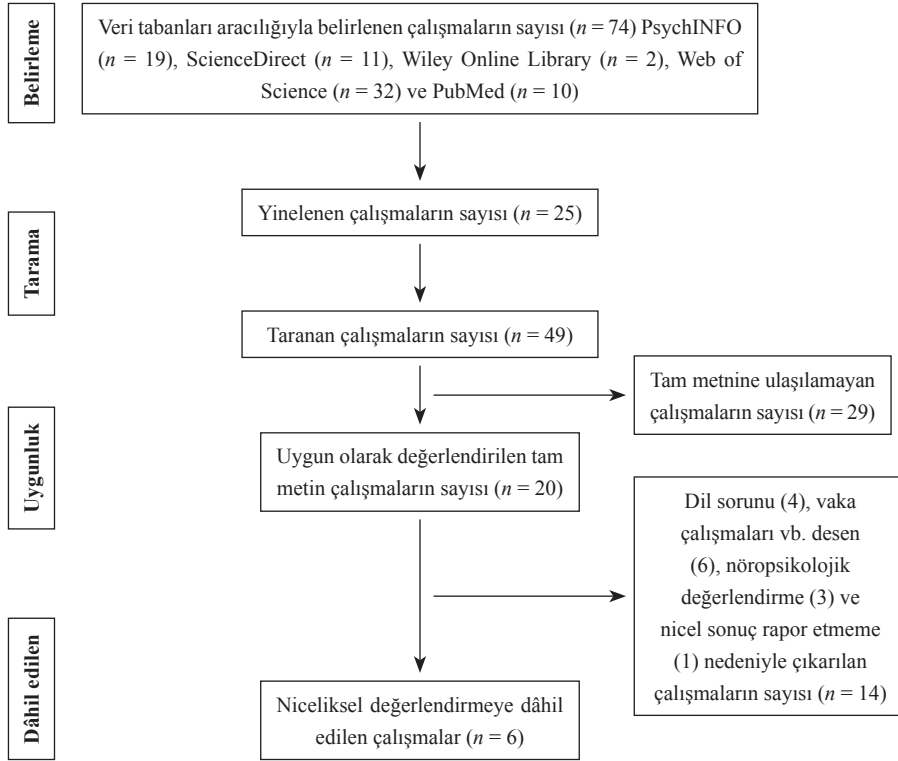 Belirleme
Veri tabanları aracılığıyla belirlenen çalışmaların sayısı (n = 74) PsychINFO
(n = 19), ScienceDirect (n = 11), Wiley Online Library (n = 2), Web of
Science (n = 32) ve PubMed (n = 10)
Tarama
Yinelenen çalışmaların sayısı (n = 25)
Taranan çalışmaların sayısı (n = 49)
Tam metnine ulaşılamayan
çalışmaların sayısı (n = 29)
Uygunluk
Uygun olarak değerlendirilen tam
metin çalışmaların sayısı (n = 20)
Dil sorunu (4), vaka
çalışmaları vb. desen
(6), nöropsikolojik
değerlendirme (3) ve
nicel sonuç rapor etmeme
(1) nedeniyle çıkarılan
çalışmaların sayısı (n = 14)
Dâhil edilen
Niceliksel değerlendirmeye dâhil
edilen çalışmalar (n = 6)